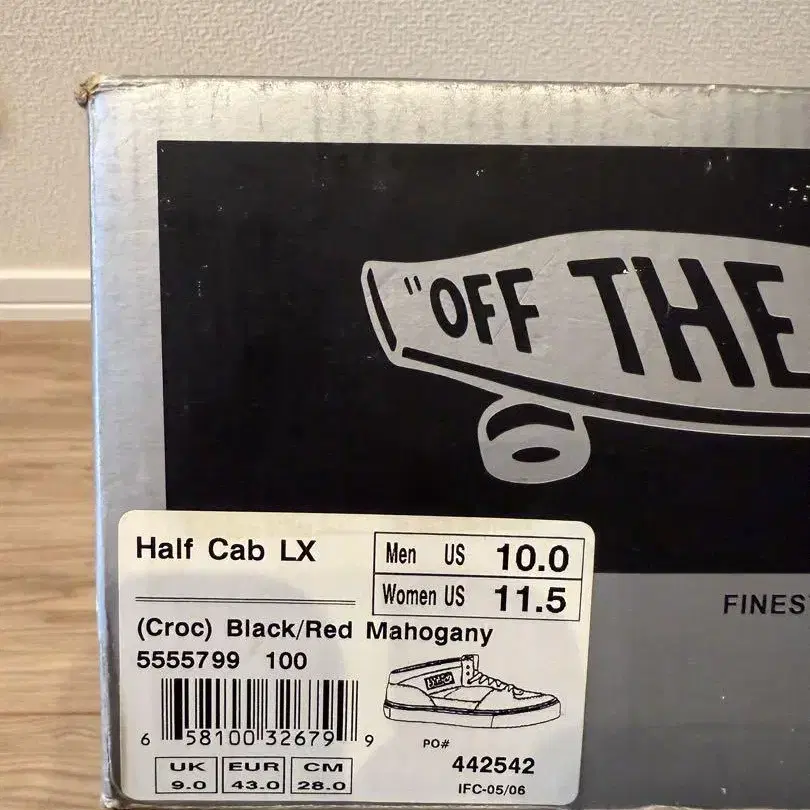 "OFF THE
FINES
Half Cab LX
Men US 10.0
Women US 11.5
(Croc) Black/Red Mahogany
5555799 100
6 58100 32679 9
PO#
442542
IFC-05/06
UK EUR CM
9.0 43.0 28.0